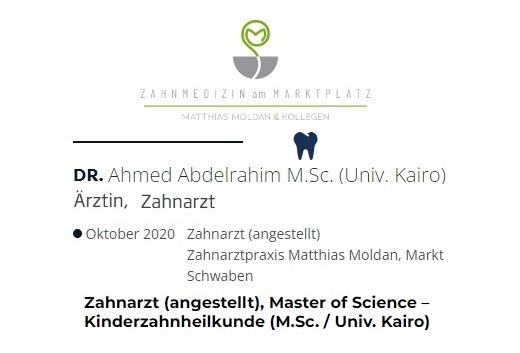 ZAHNMEDIZIN am MARKTPLATZ
MATTHIAS MOLDAN & KOLLEGEN
DR. Ahmed Abdelrahim M.Sc. (Univ. Kairo)
Ärztin, Zahnarzt
Oktober 2020 Zahnarzt (angestellt)
Zahnarztpraxis Matthias Moldan, Markt
Schwaben
Zahnarzt (angestellt), Master of Science –
Kinderzahnheilkunde (M.Sc. / Univ. Kairo)